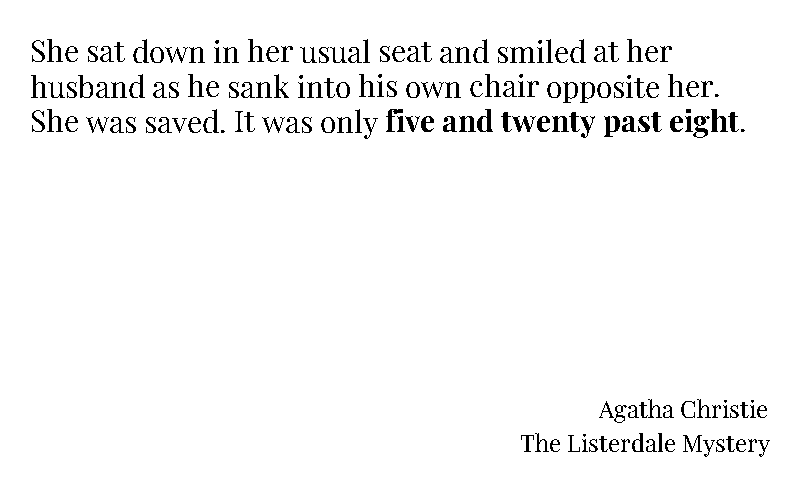 She sat down in her usual seat and smiled at her
husband as he sank into his own chair opposite her.
She was saved. It was only five and twenty past eight.
Agatha Christie
The Listerdale Mystery